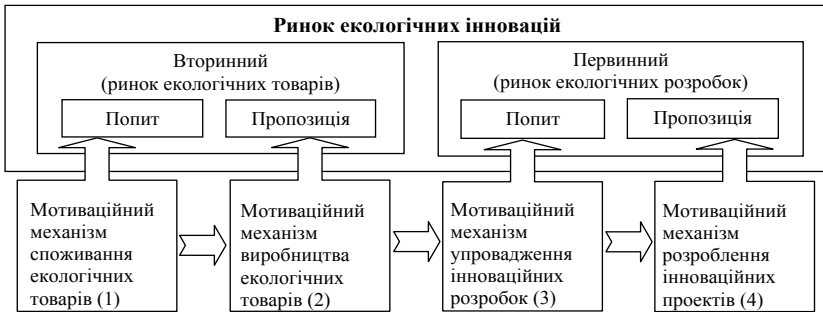 Ринок екологічних інновацій
Вторинний
(ринок екологічних товарів)
Попит
Пропозиція
Первинний
(ринок екологічних розробок)
Попит
Пропозиція
Мотиваційний
механізм
споживання
екологічних
товарів (1)
Мотиваційний
механізм
виробництва
екологічних
товарів (2)
Мотиваційний
механізм
упровадження
інноваційних
розробок (3)
Мотиваційний
механізм
розроблення
інноваційних
проектів (4)